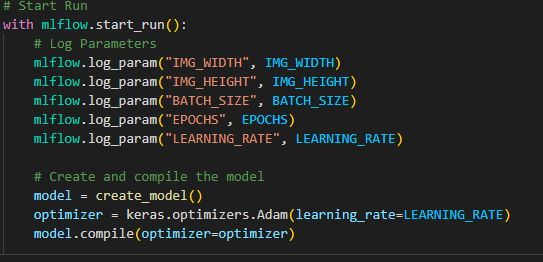 # Start Run
with mlflow.start_run():
    # Log Parameters
    mlflow.log_param("IMG_WIDTH", IMG_WIDTH)
    mlflow.log_param("IMG_HEIGHT", IMG_HEIGHT)
    mlflow.log_param("BATCH_SIZE", BATCH_SIZE)
    mlflow.log_param("EPOCHS", EPOCHS)
    mlflow.log_param("LEARNING_RATE", LEARNING_RATE)

    # Create and compile the model
    model = create_model()
    optimizer = keras.optimizers.Adam(learning_rate=LEARNING_RATE)
    model.compile(optimizer=optimizer)